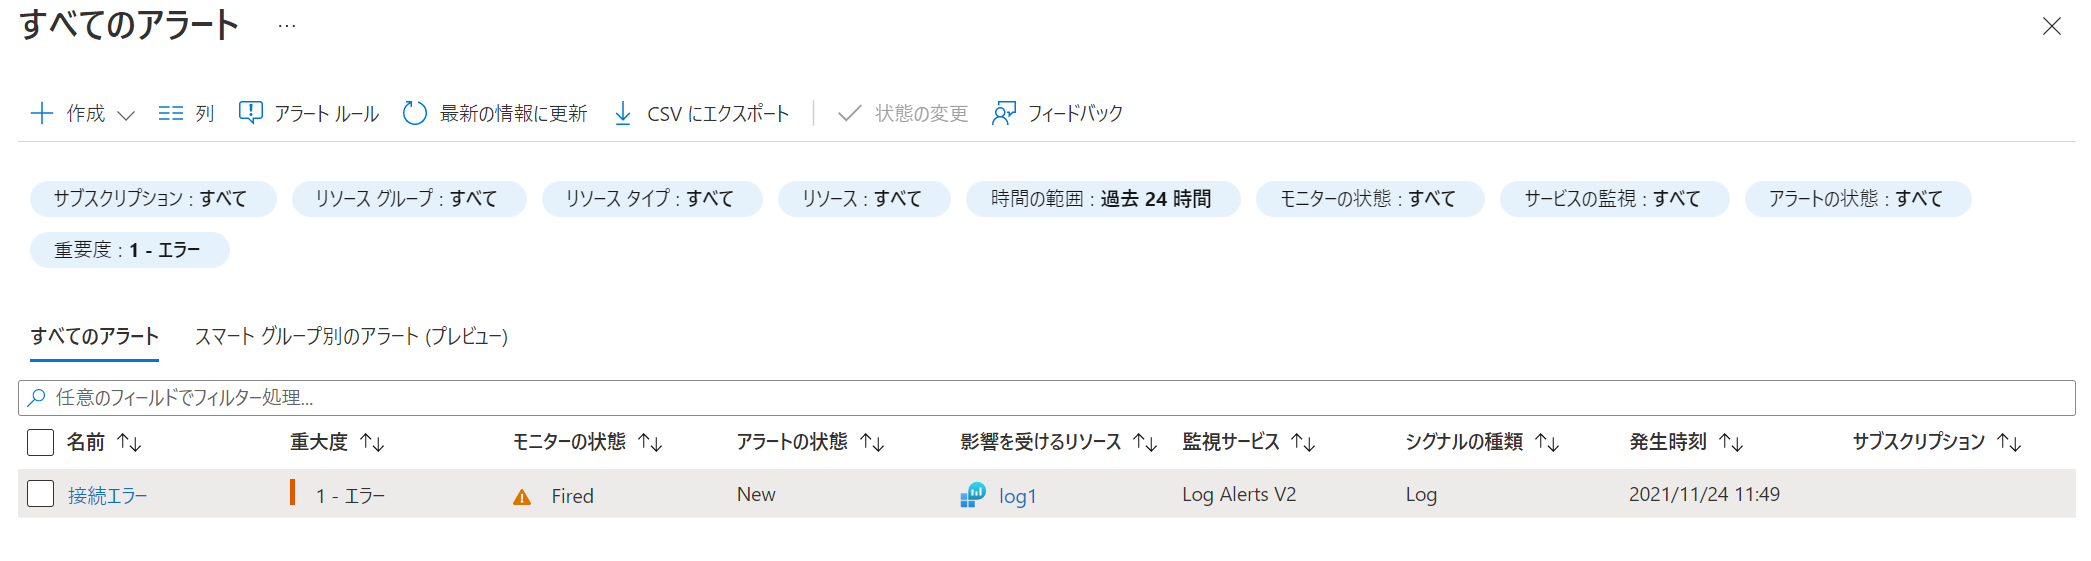 すべてのアラート …
作成 列 アラート ルール 最新の情報に更新 CSV にエクスポート 状態の変更 フィードバック
サブスクリプション : すべて リソース グループ : すべて リソース タイプ : すべて リソース : すべて 時間の範囲 : 過去 24 時間 モニターの状態 : すべて サービスの監視 : すべて アラートの状態 : すべて
重要度 : 1 - エラー
すべてのアラート スマート グループ別のアラート (プレビュー)
任意のフィールドでフィルター処理...
名前 ↑↓ 重大度 ↑↓ モニターの状態 ↑↓ アラートの状態 ↑↓ 影響を受けるリソース ↑↓ 監視サービス ↑↓ シグナルの種類 ↑↓ 発生時刻 ↑↓ サブスクリプション ↑↓
接続エラー 1 - エラー Fired New log1 Log Alerts V2 Log 2021/11/24 11:49